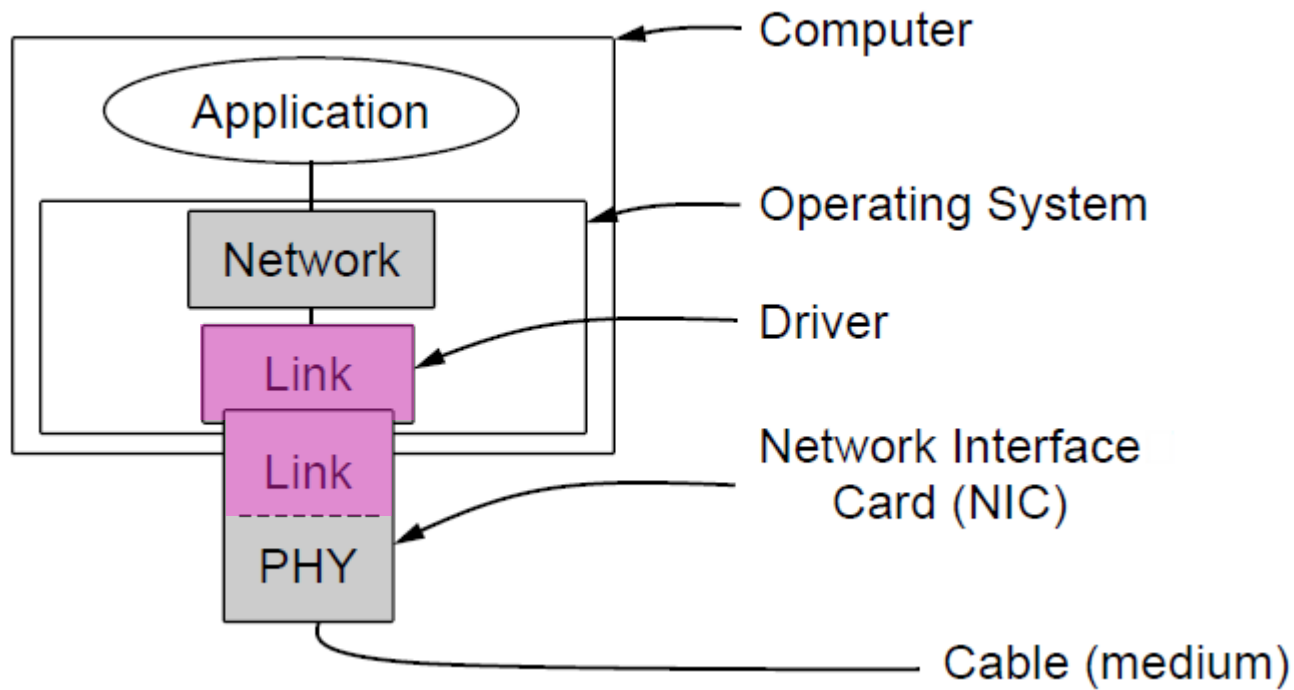 Computer
Application
Operating System
Network
Driver
Link
Network Interface
Card (NIC)
Link
PHY
Cable (medium)